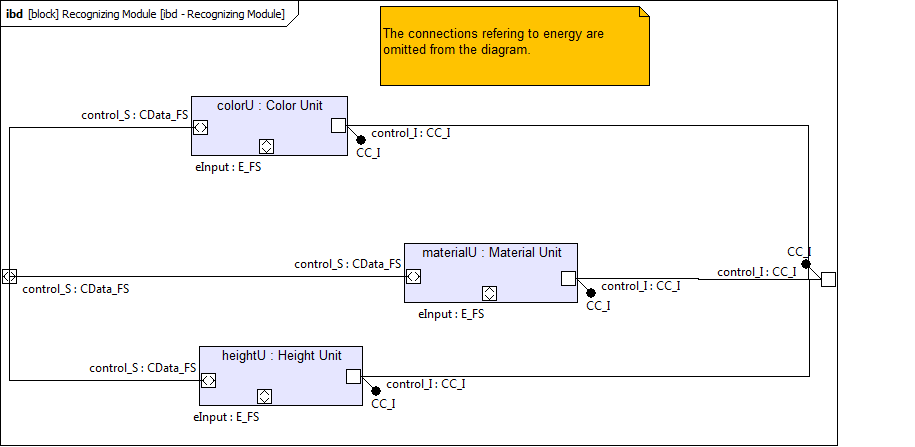 ibd [block] Recognizing Module [ibd - Recognizing Module]
The connections refering to energy are
omitted from the diagram.
colorU : Color Unit
control_S : CData_FS
control_I : CC_I
CC_I
eInput : E_FS
materialU : Material Unit
CC_I
control_S : CData_FS
control_I : CC_I
control_S : CData_FS
control_I : CC_I
CC_I
eInput : E_FS
heightU : Height Unit
control_S : CData_FS
control_I : CC_I
CC_I
eInput : E_FS